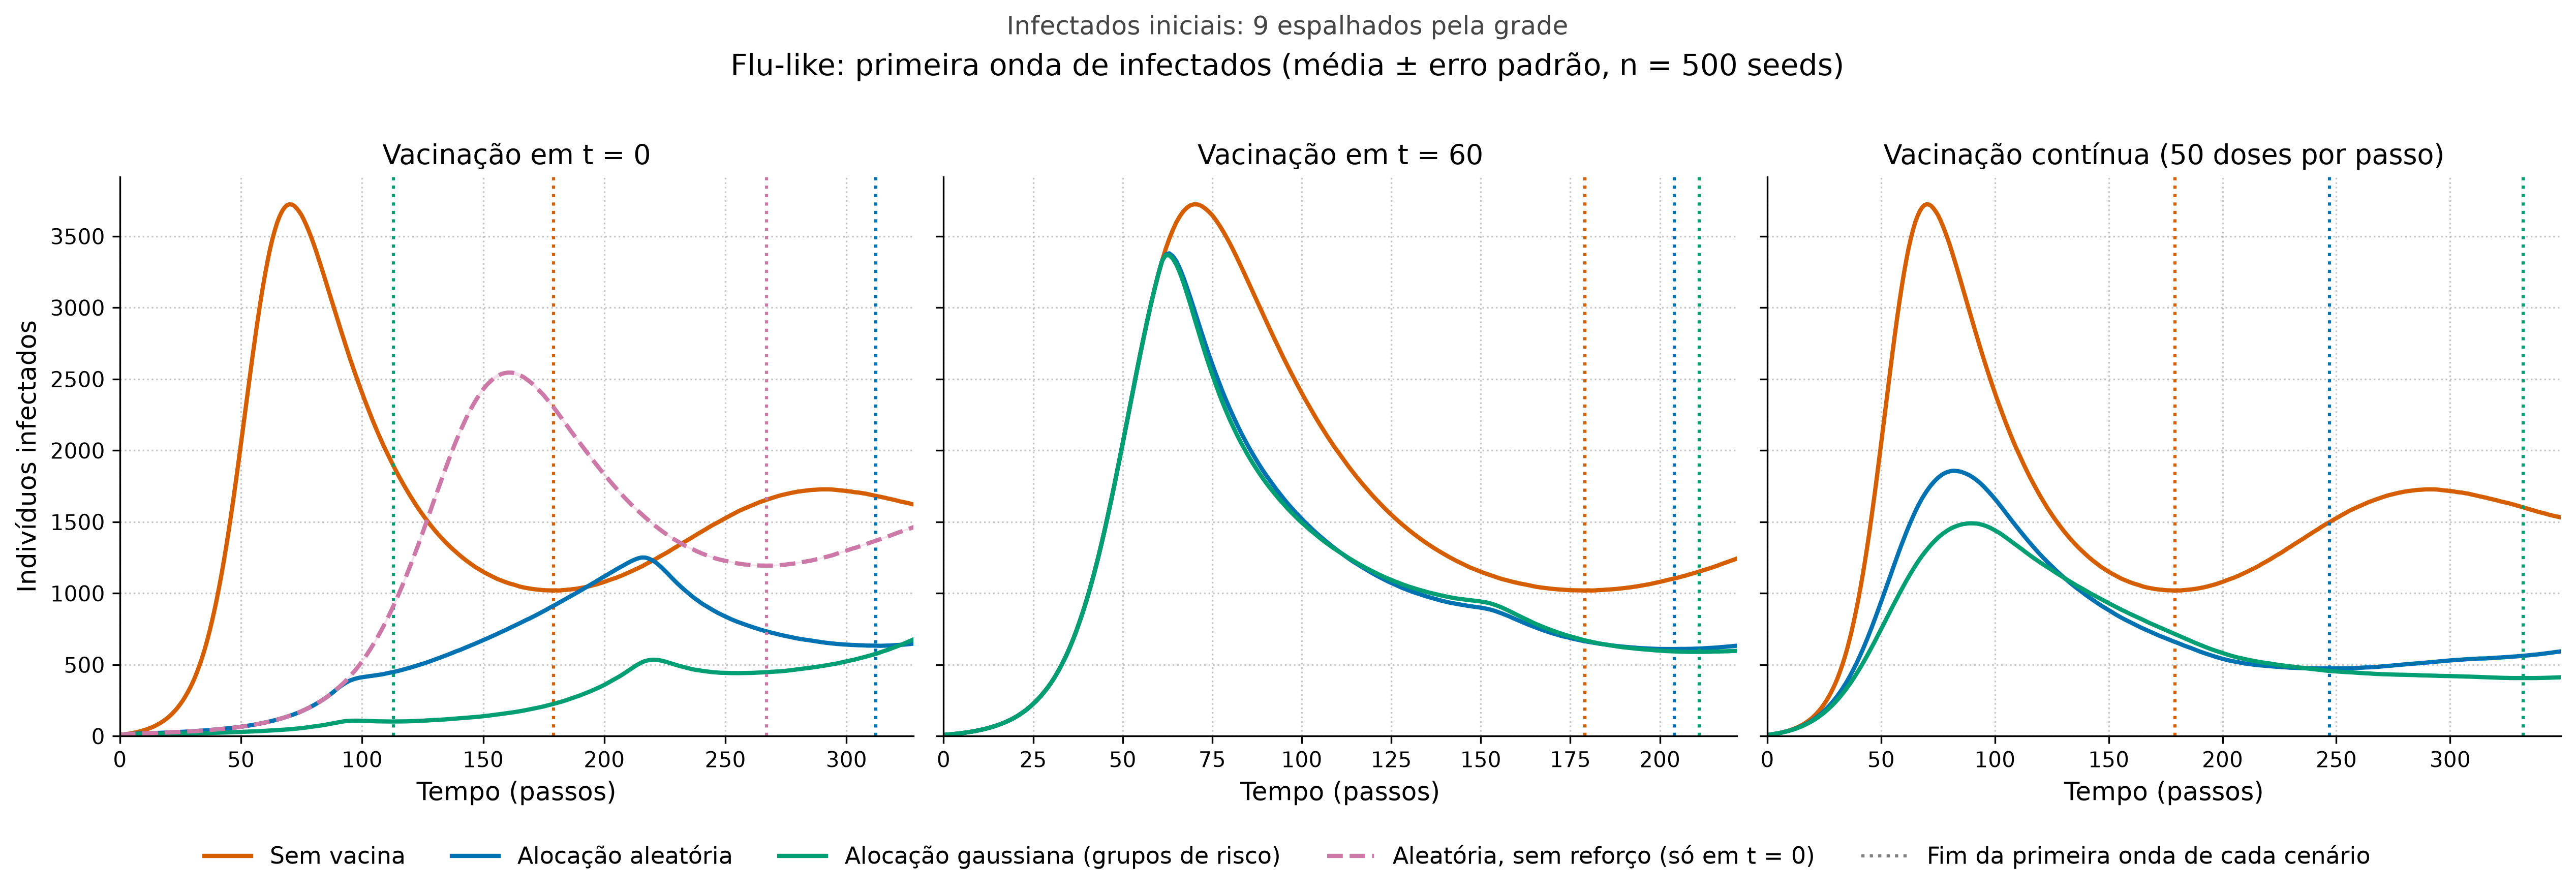 Infectados iniciais: 9 espalhados pela grade
Flu-like: primeira onda de infectados (média ± erro padrão, n = 500 seeds)
Vacinação em t = 0
Vacinação em t = 60
Vacinação contínua (50 doses por passo)
Indivíduos infectados
3500
3000
2500
2000
1500
1000
500
0
0 50 100 150 200 250 300
0 25 50 75 100 125 150 175 200
0 50 100 150 200 250 300
Tempo (passos)
Tempo (passos)
Tempo (passos)
Sem vacina
Alocação aleatória
Alocação gaussiana (grupos de risco)
Aleatória, sem reforço (só em t = 0)
Fim da primeira onda de cada cenário